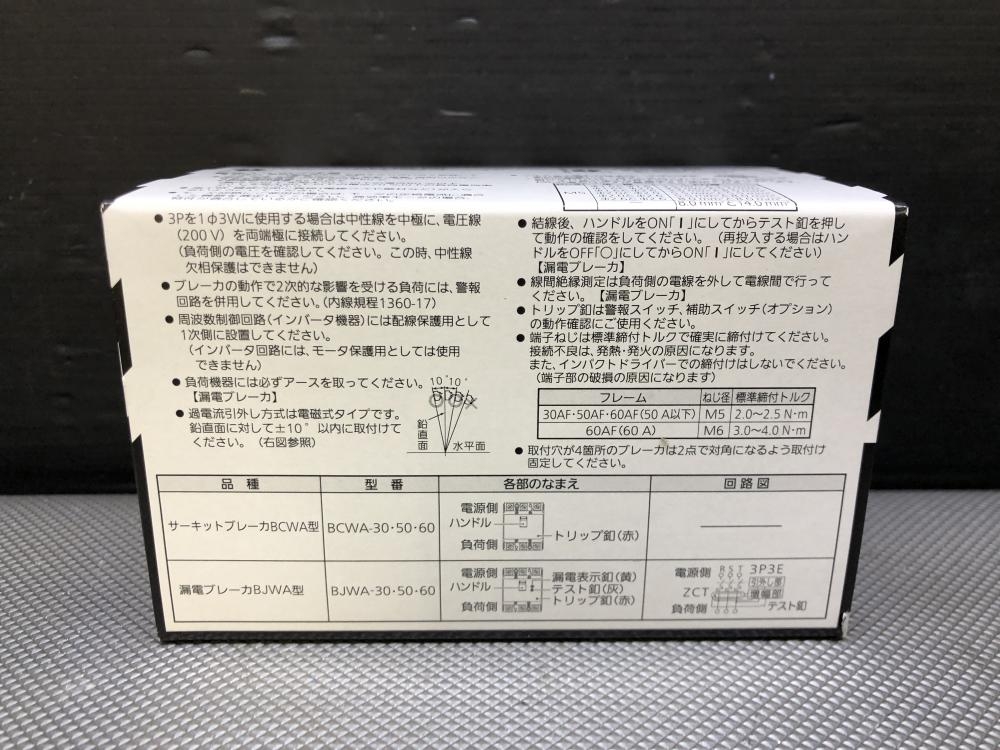 M5
8.0mm²と14.0mm²
● 3Pを1ϕ3Wに使用する場合は中性線を中極に、電圧線
(200 V)を両端極に接続してください。
(負荷側の電圧を確認してください。この時、中性線
欠相保護はできません)
● ブレーカの動作で2次的な影響を受ける負荷には、警報
回路を併用してください。(内線規程1360-17)
● 周波数制御回路(インバータ機器)には配線保護用として
1次側に設置してください。
(インバータ回路には、モータ保護用としては使用
できません)
● 負荷機器には必ずアースを取ってください。
【漏電ブレーカ】
● 過電流引外し方式は電磁式タイプです。
鉛直面に対して±10°以内に取付けて
ください。(右図参照)
10° 10°
鉛直面
水平面
● 結線後、ハンドルをON「Ⅰ」にしてからテスト釦を押し
て動作の確認をしてください。(再投入する場合はハン
ドルをOFF「○」にしてからON「Ⅰ」にしてください)
【漏電ブレーカ】
● 線間絶縁測定は負荷側の電線を外して電線間で行って
ください。【漏電ブレーカ】
● トリップ釦は警報スイッチ、補助スイッチ(オプション)
の動作確認にご使用ください。
● 端子ねじは標準締付トルクで確実に締付けてください。
接続不良は、発熱・発火の原因になります。
また、インパクトドライバーでの締付けはしないでください。
(端子部の破損の原因になります)
フレーム ねじ径 標準締付トルク
30AF・50AF・60AF(50 A以下) M5 2.0～2.5 N・m
60AF(60 A) M6 3.0～4.0 N・m
● 取付穴が4箇所のブレーカは2点で対角になるよう取付け
固定してください。
品種 型番 各部のなまえ 回路図
サーキットブレーカBCWA型 BCWA-30・50・60
電源側
ハンドル
負荷側
トリップ釦(赤)
漏電ブレーカBJWA型 BJWA-30・50・60
電源側
ハンドル
負荷側
漏電表示釦(黄)
テスト釦(灰)
トリップ釦(赤)
電源側 R S T 3P3E
引外し部
ZCT 増幅部
負荷側 テスト釦